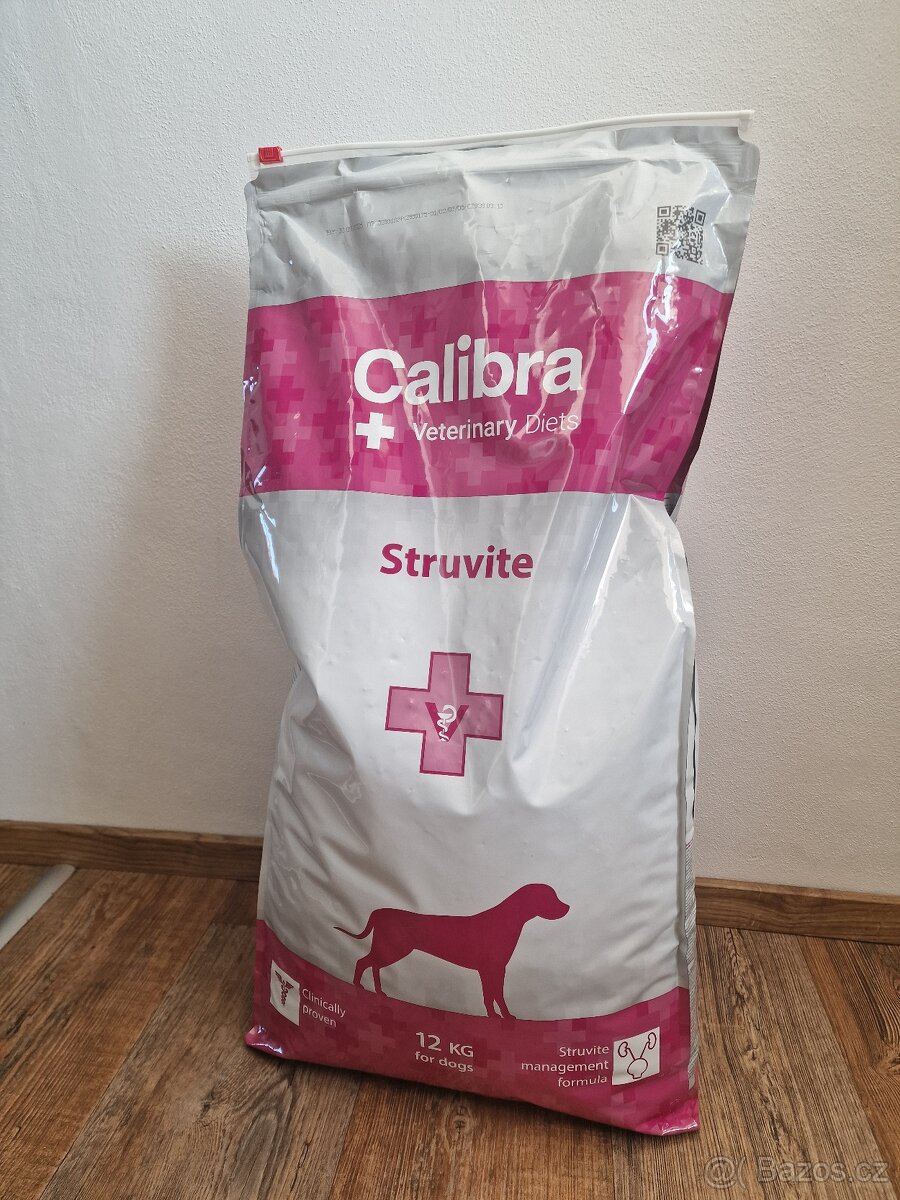 Calibra
Veterinary Diets
Struvite
V
Clinically
proven
12 KG
for dogs
Struvite
management
formula
Bazos.cz